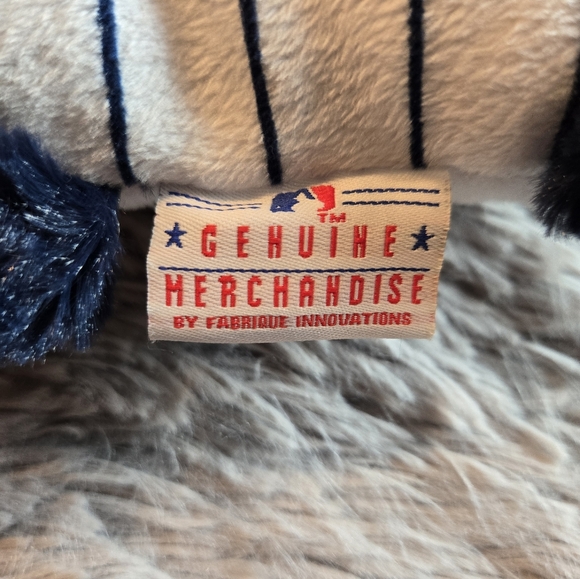 TM
GENUINE
MERCHANDISE
BY FABRIQUE INNOVATIONS